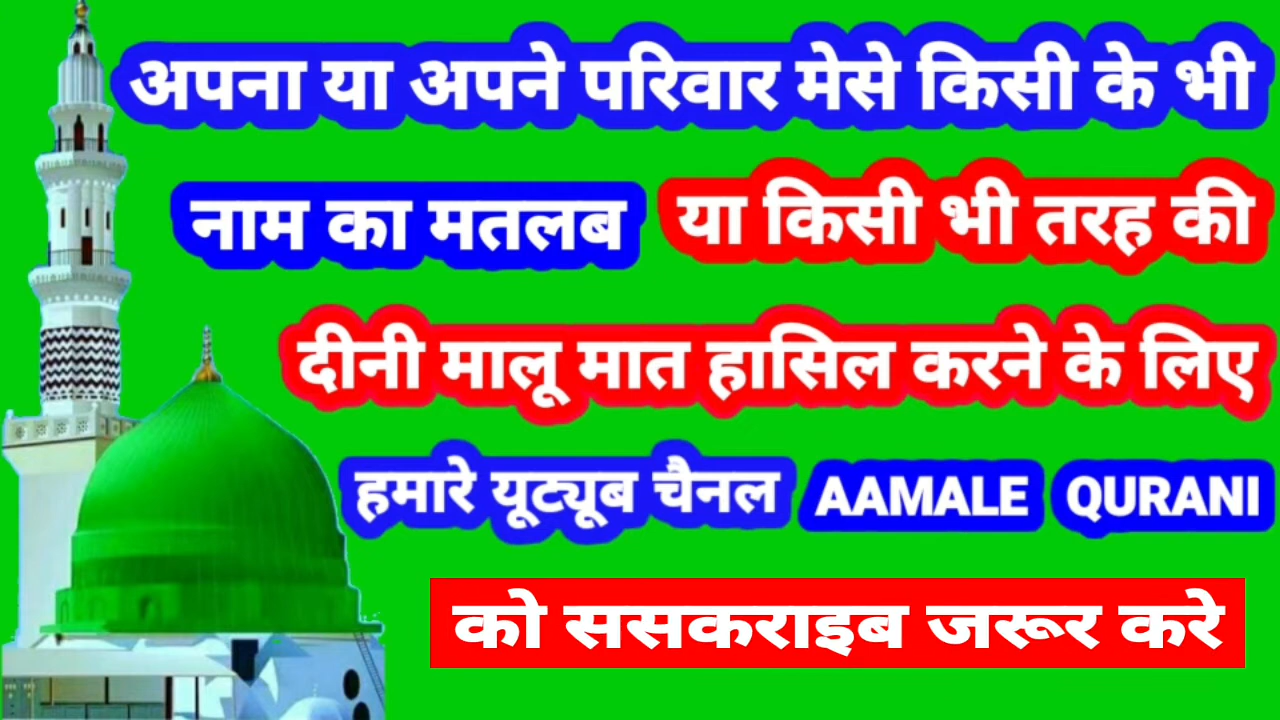 अपना या अपने परिवार मेसे किसी के भी
नाम का मतलब या किसी भी तरह की
दीनी मालू मात हासिल करने के लिए
हमारे यूट्यूब चैनल AAMALE QURANI
को ससकराइब जरूर करे